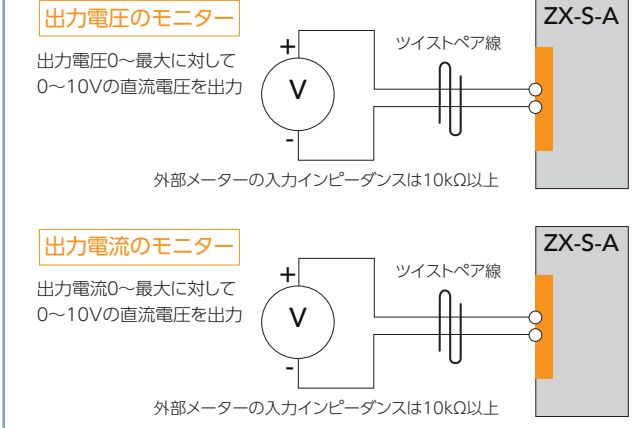 出力電圧のモニター
ZX-S-A
出力電圧0〜最大に対して
0〜10Vの直流電圧を出力
ツイストペア線
+
V
-
外部メーターの入力インピーダンスは10kΩ以上
出力電流のモニター
ZX-S-A
出力電流0〜最大に対して
0〜10Vの直流電圧を出力
ツイストペア線
+
V
-
外部メーターの入力インピーダンスは10kΩ以上